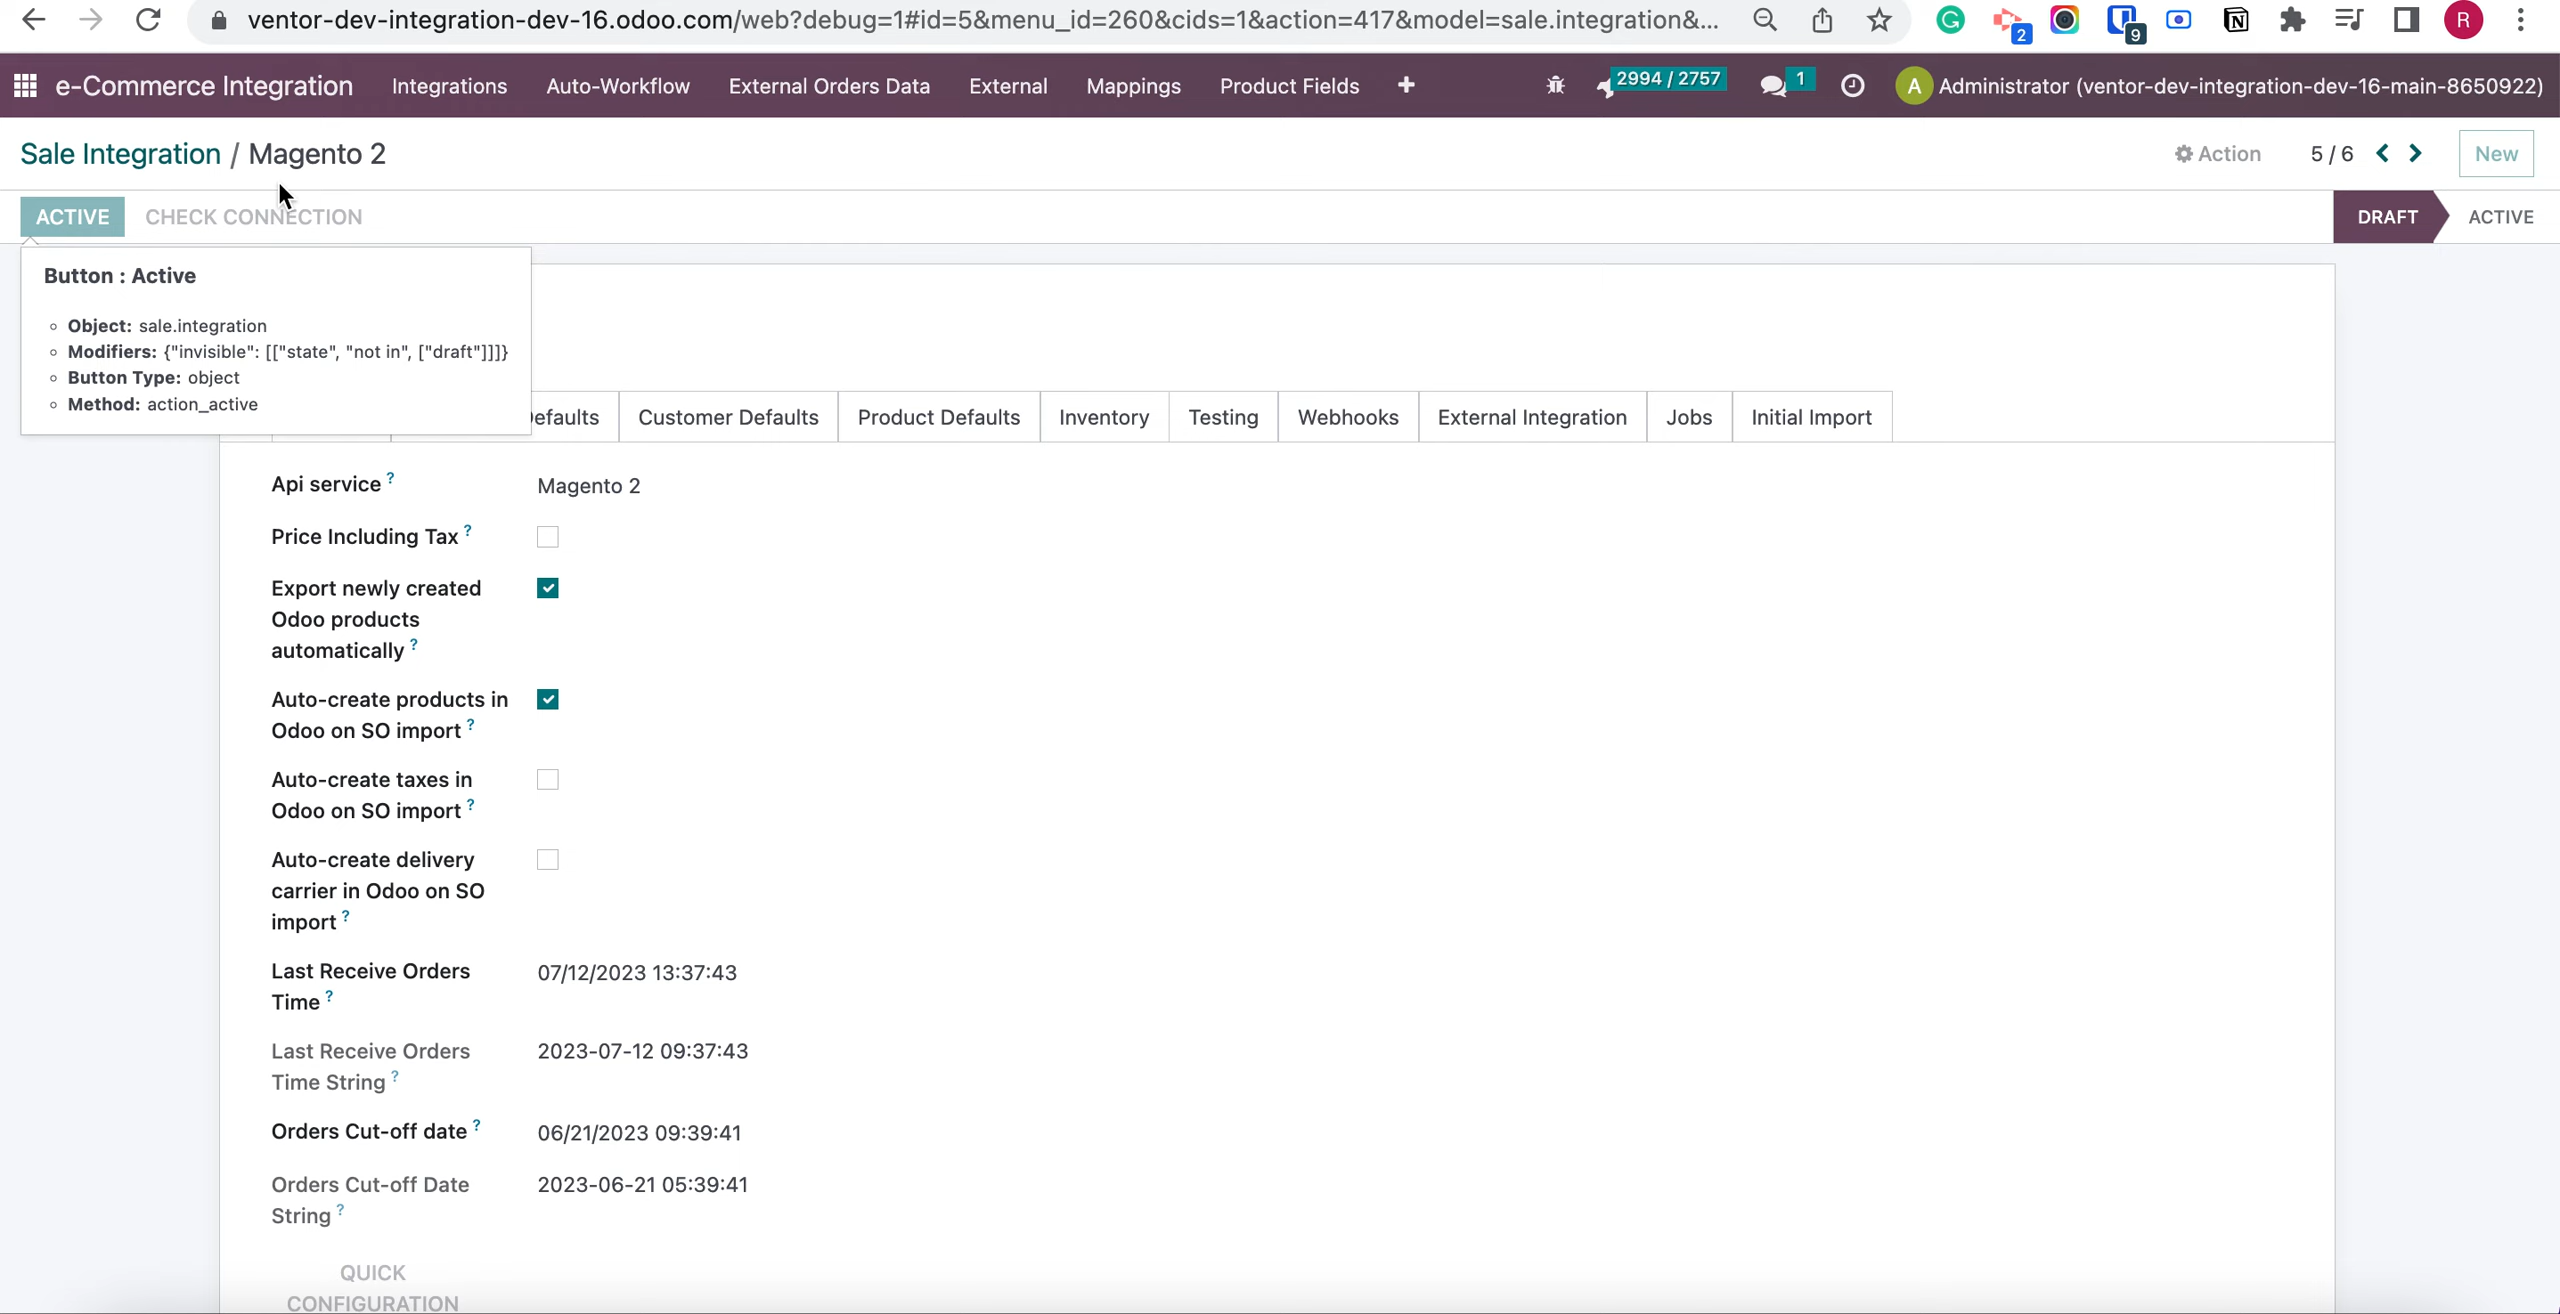 ventor-dev-integration-dev-16.odoo.com/web?debug=1#id=5&menu_id=260&cids=1&action=417&model=sale.integration&...
2
9
R
e-Commerce Integration Integrations Auto-Workflow External Orders Data External Mappings Product Fields + 2994 / 2757 1 A Administrator (ventor-dev-integration-dev-16-main-8650922)
Sale Integration / Magento 2 Action 5 / 6 New
ACTIVE CHECK CONNECTION DRAFT ACTIVE
Button : Active
Object: sale.integration
Modifiers: {"invisible": [["state", "not in", ["draft"]]]}
Button Type: object
Method: action_active
Defaults Customer Defaults Product Defaults Inventory Testing Webhooks External Integration Jobs Initial Import
Api service ? Magento 2
Price Including Tax ?
Export newly created
Odoo products
automatically ?
Auto-create products in
Odoo on SO import ?
Auto-create taxes in
Odoo on SO import ?
Auto-create delivery
carrier in Odoo on SO
import ?
Last Receive Orders 07/12/2023 13:37:43
Time ?
Last Receive Orders 2023-07-12 09:37:43
Time String ?
Orders Cut-off date ? 06/21/2023 09:39:41
Orders Cut-off Date 2023-06-21 05:39:41
String ?
QUICK
CONFIGURATION